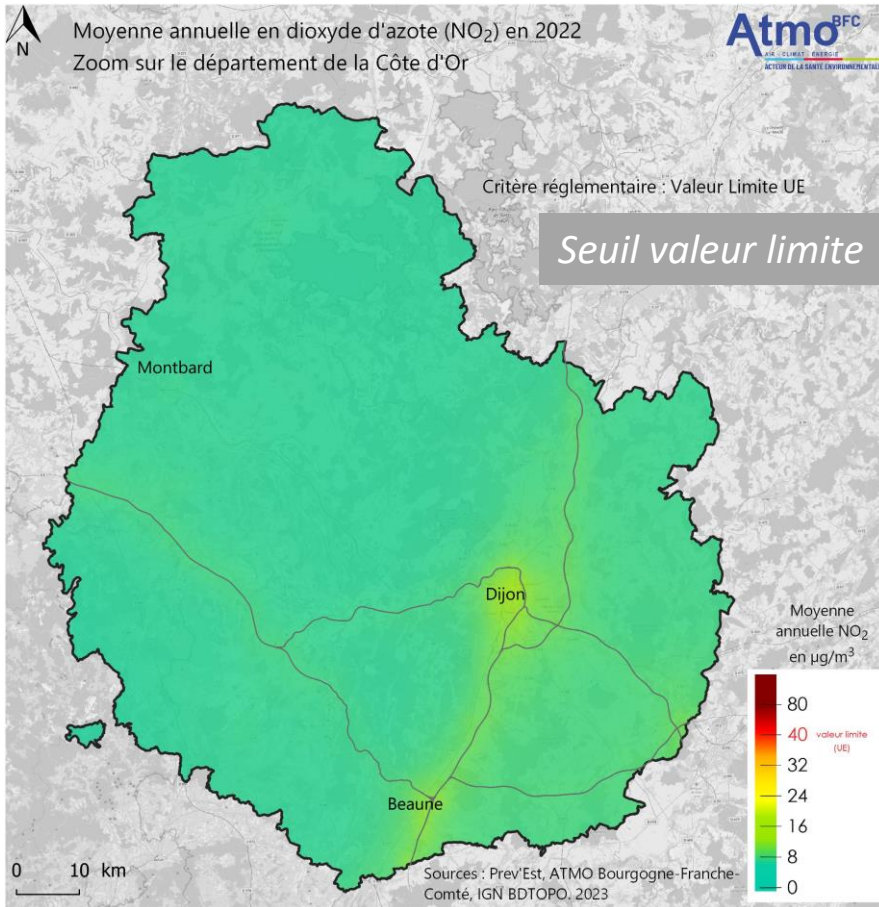 N
Moyenne annuelle en dioxyde d'azote (NO₂) en 2022
Zoom sur le département de la Côte d'Or
Atmo BFC
AIR - CLIMAT - ÉNERGIE
ACTEUR DE LA SANTÉ ENVIRONNEMENTALE
Critère réglementaire : Valeur Limite UE
Seuil valeur limite
Montbard
Dijon
Beaune
Moyenne
annuelle NO₂
en µg/m³
80
40 valeur limite
(UE)
32
24
16
8
0
0 10 km
Sources : Prev'Est, ATMO Bourgogne-Franche-
Comté, IGN BDTOPO. 2023